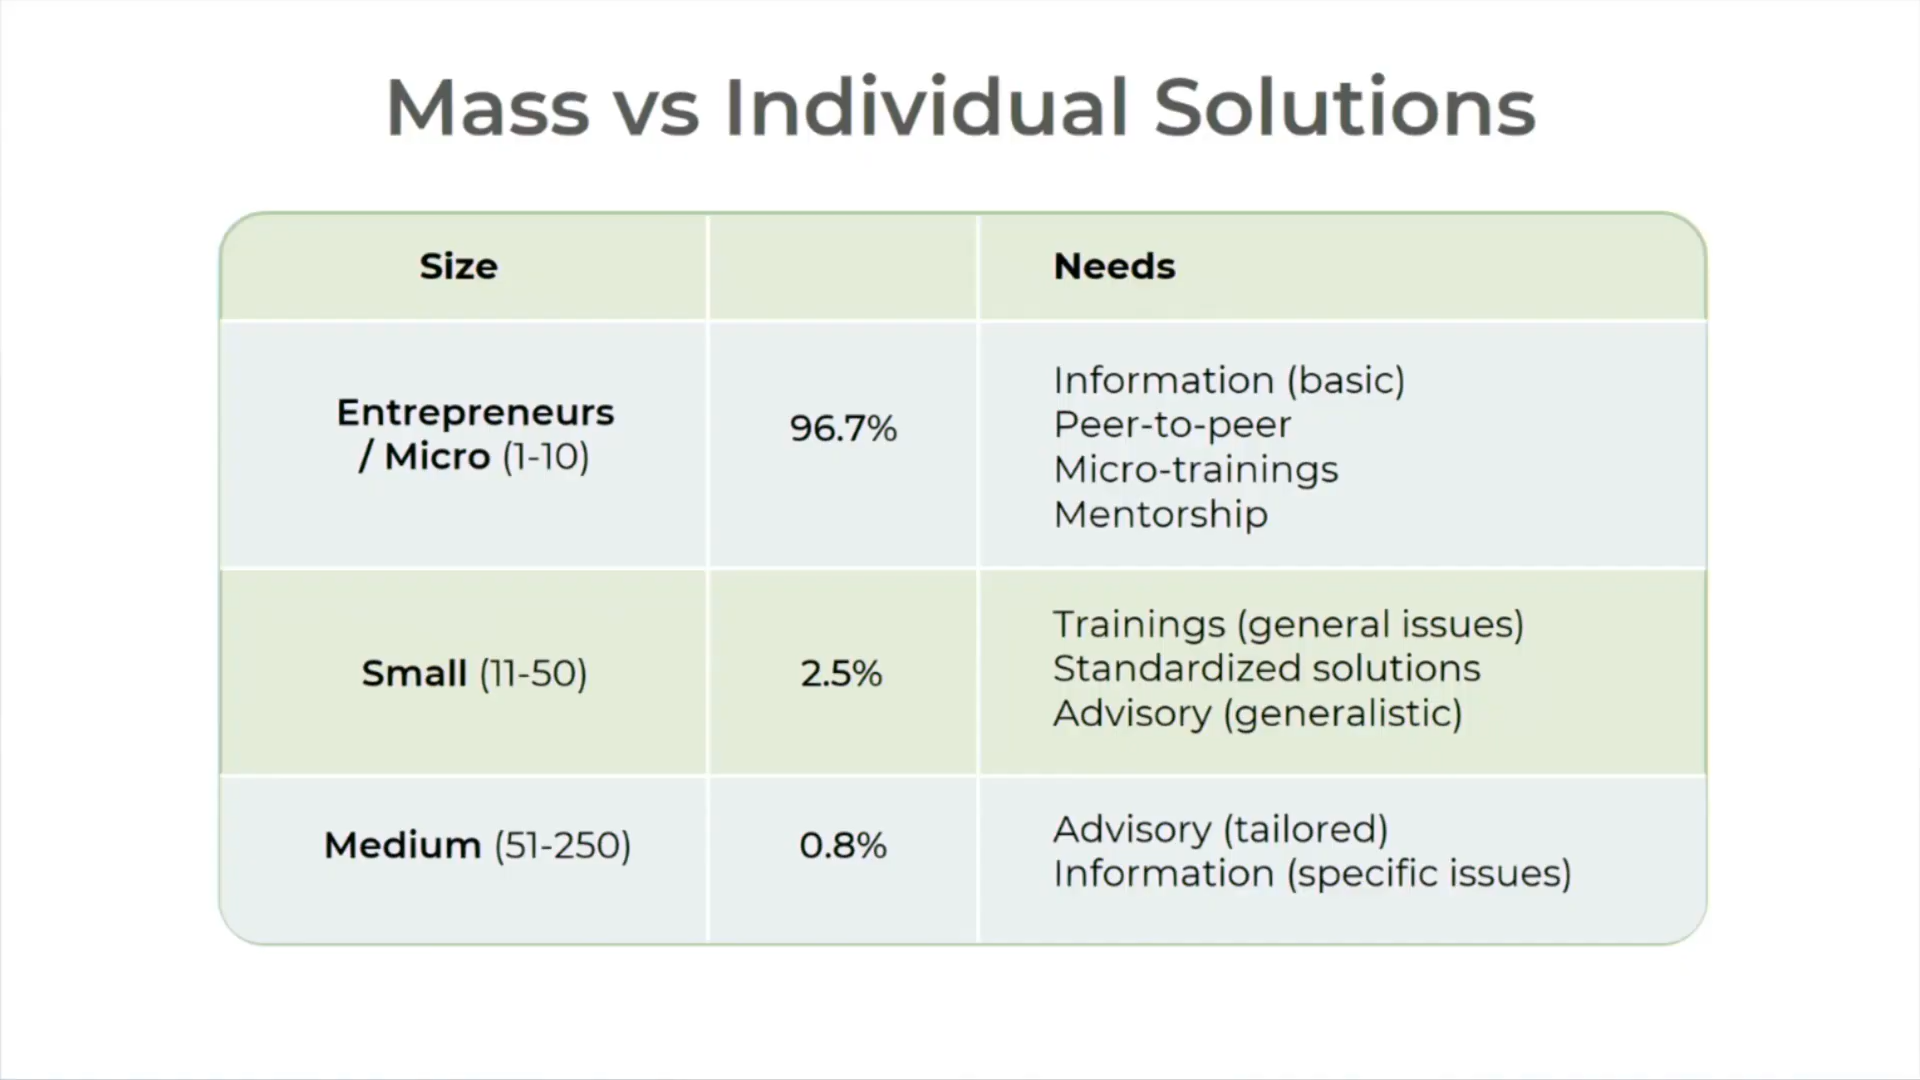 Mass vs Individual Solutions
Size
Needs
Entrepreneurs
/ Micro (1-10)
96.7%
Information (basic)
Peer-to-peer
Micro-trainings
Mentorship
Small (11-50)
2.5%
Trainings (general issues)
Standardized solutions
Advisory (generalistic)
Medium (51-250)
0.8%
Advisory (tailored)
Information (specific issues)